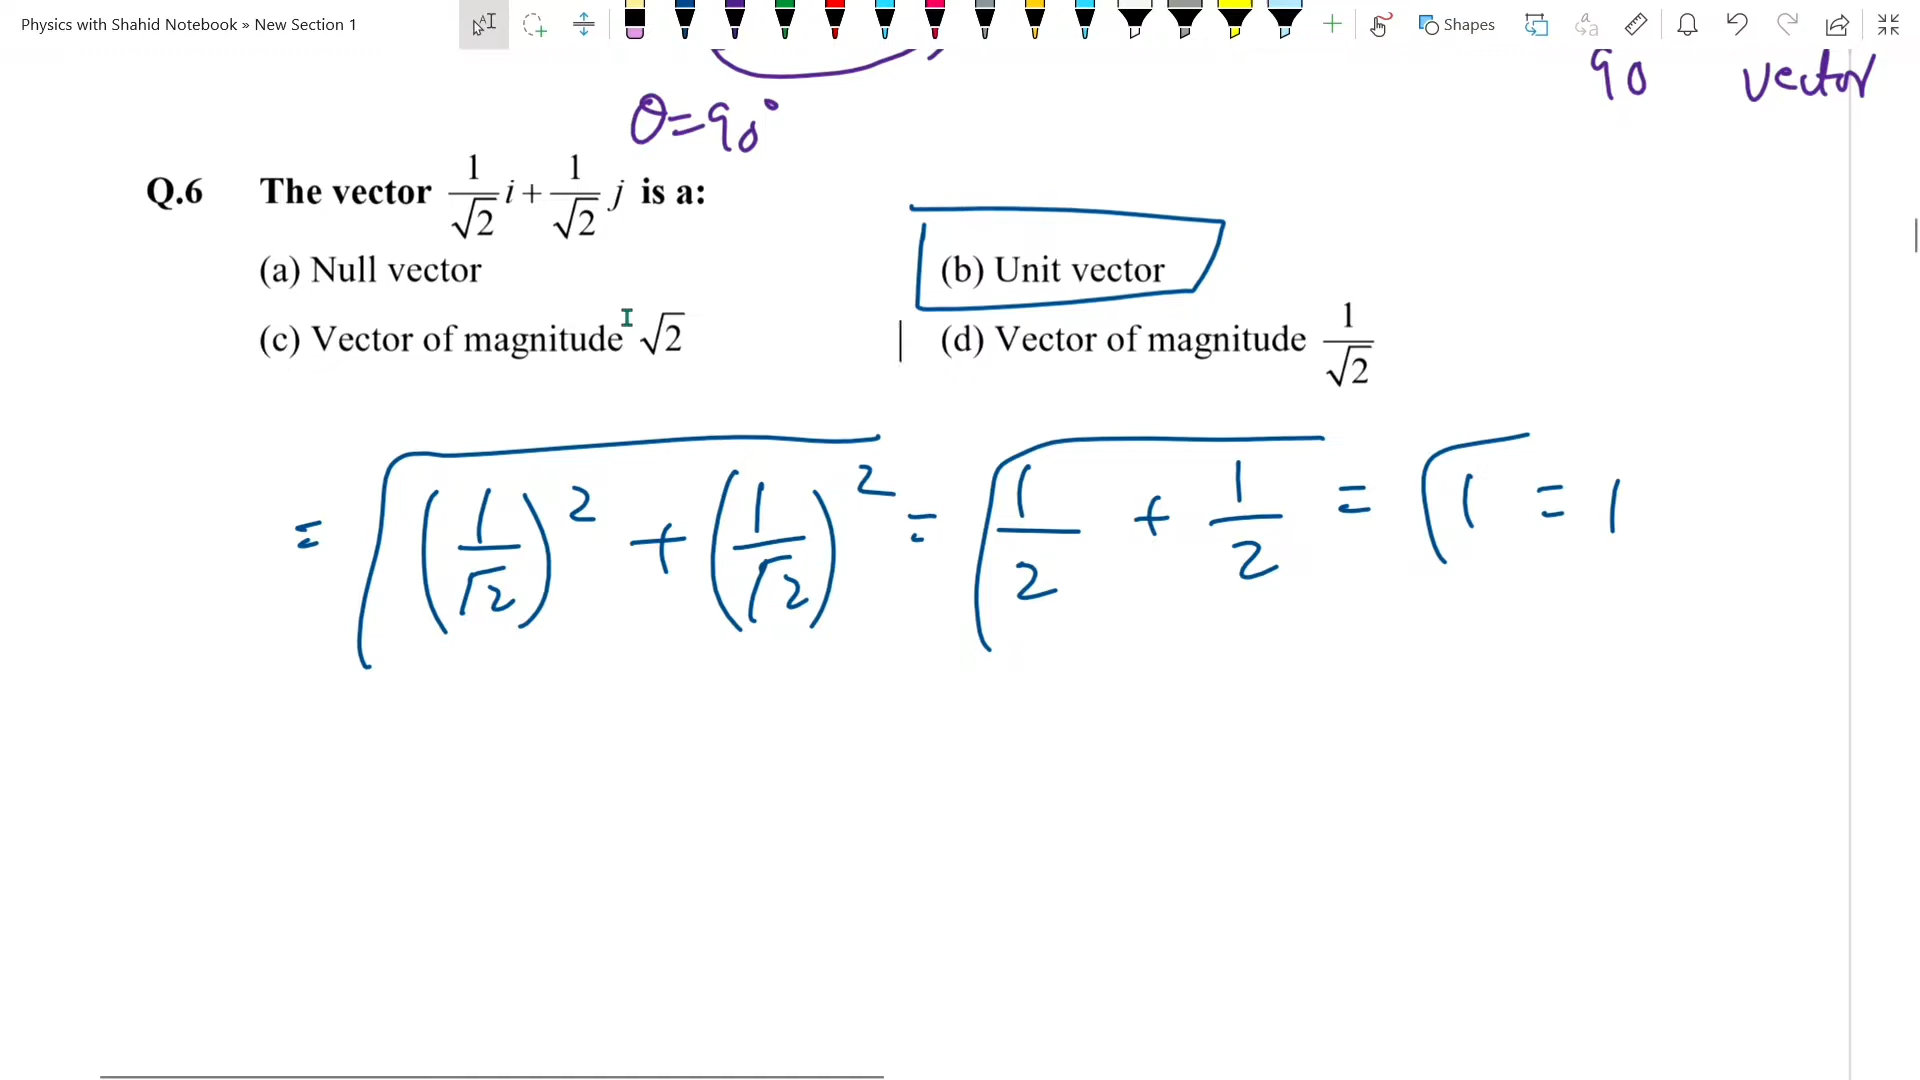 Physics with Shahid Notebook » New Section 1
Shapes
90 vector
θ=90°
Q.6 The vector 1/√2 i + 1/√2 j is a:
(a) Null vector (b) Unit vector
(c) Vector of magnitude √2 (d) Vector of magnitude 1/√2
= √((1/√2)² + (1/√2)²) = √(1/2 + 1/2) = √1 = 1